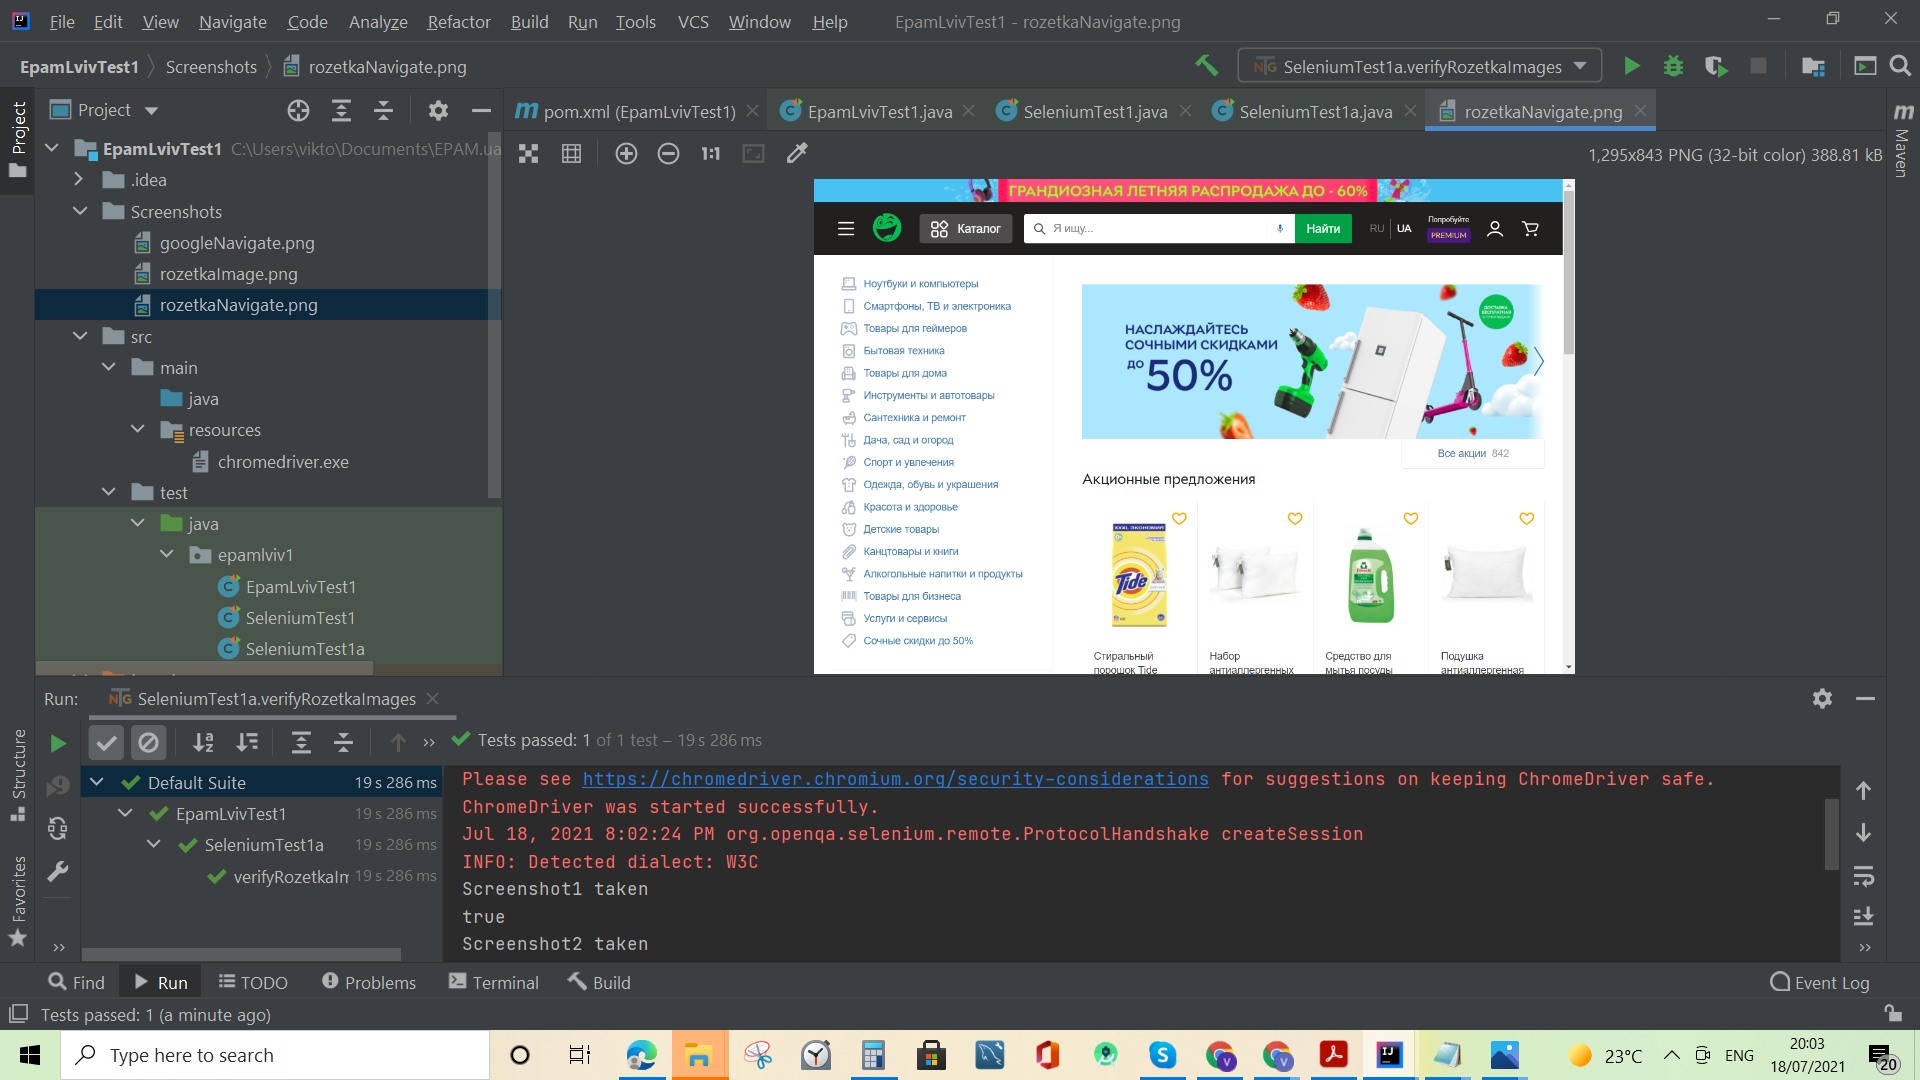 File Edit View Navigate Code Analyze Refactor Build Run Tools VCS Window Help EpamLvivTest1 - rozetkaNavigate.png
EpamLvivTest1 Screenshots rozetkaNavigate.png SeleniumTest1a.verifyRozetkaImages
Project
pom.xml (EpamLvivTest1) EpamLvivTest1.java SeleniumTest1.java SeleniumTest1a.java rozetkaNavigate.png
Project
Maven
1:1
1,295x843 PNG (32-bit color) 388.81 kB
EpamLvivTest1 C:\Users\vikto\Documents\EPAM.ua
.idea
Screenshots
googleNavigate.png
rozetkaImage.png
rozetkaNavigate.png
src
main
java
resources
chromedriver.exe
test
java
epamlviv1
EpamLvivTest1
SeleniumTest1
SeleniumTest1a
ГРАНДИОЗНАЯ ЛЕТНЯЯ РАСПРОДАЖА ДО - 60%
Каталог Я ищу... Найти RU UA Попробуйте PREMIUM
Ноутбуки и компьютеры
Смартфоны, ТВ и электроника
Товары для геймеров
Бытовая техника
Товары для дома
Инструменты и автотовары
Сантехника и ремонт
Дача, сад и огород
Спорт и увлечения
Одежда, обувь и украшения
Красота и здоровье
Детские товары
Канцтовары и книги
Алкогольные напитки и продукты
Товары для бизнеса
Услуги и сервисы
Сочные скидки до 50%
НАСЛАЖДАЙТЕСЬ
СОЧНЫМИ СКИДКАМИ
ДО 50%
Все акции 842
Акционные предложения
Tide
Стиральный
порошок Tide
Набор
антиаллергенных
Средство для
мытья посуды
Подушка
антиаллергенная
Run: SeleniumTest1a.verifyRozetkaImages
Tests passed: 1 of 1 test – 19 s 286 ms
Default Suite 19 s 286 ms
EpamLvivTest1 19 s 286 ms
SeleniumTest1a 19 s 286 ms
verifyRozetkaIm 19 s 286 ms
Please see https://chromedriver.chromium.org/security-considerations for suggestions on keeping ChromeDriver safe.
ChromeDriver was started successfully.
Jul 18, 2021 8:02:24 PM org.openqa.selenium.remote.ProtocolHandshake createSession
INFO: Detected dialect: W3C
Screenshot1 taken
true
Screenshot2 taken
Structure
Favorites
Find Run TODO Problems Terminal Build Event Log
Tests passed: 1 (a minute ago)
Type here to search
23°C ENG
20:03
18/07/2021
20